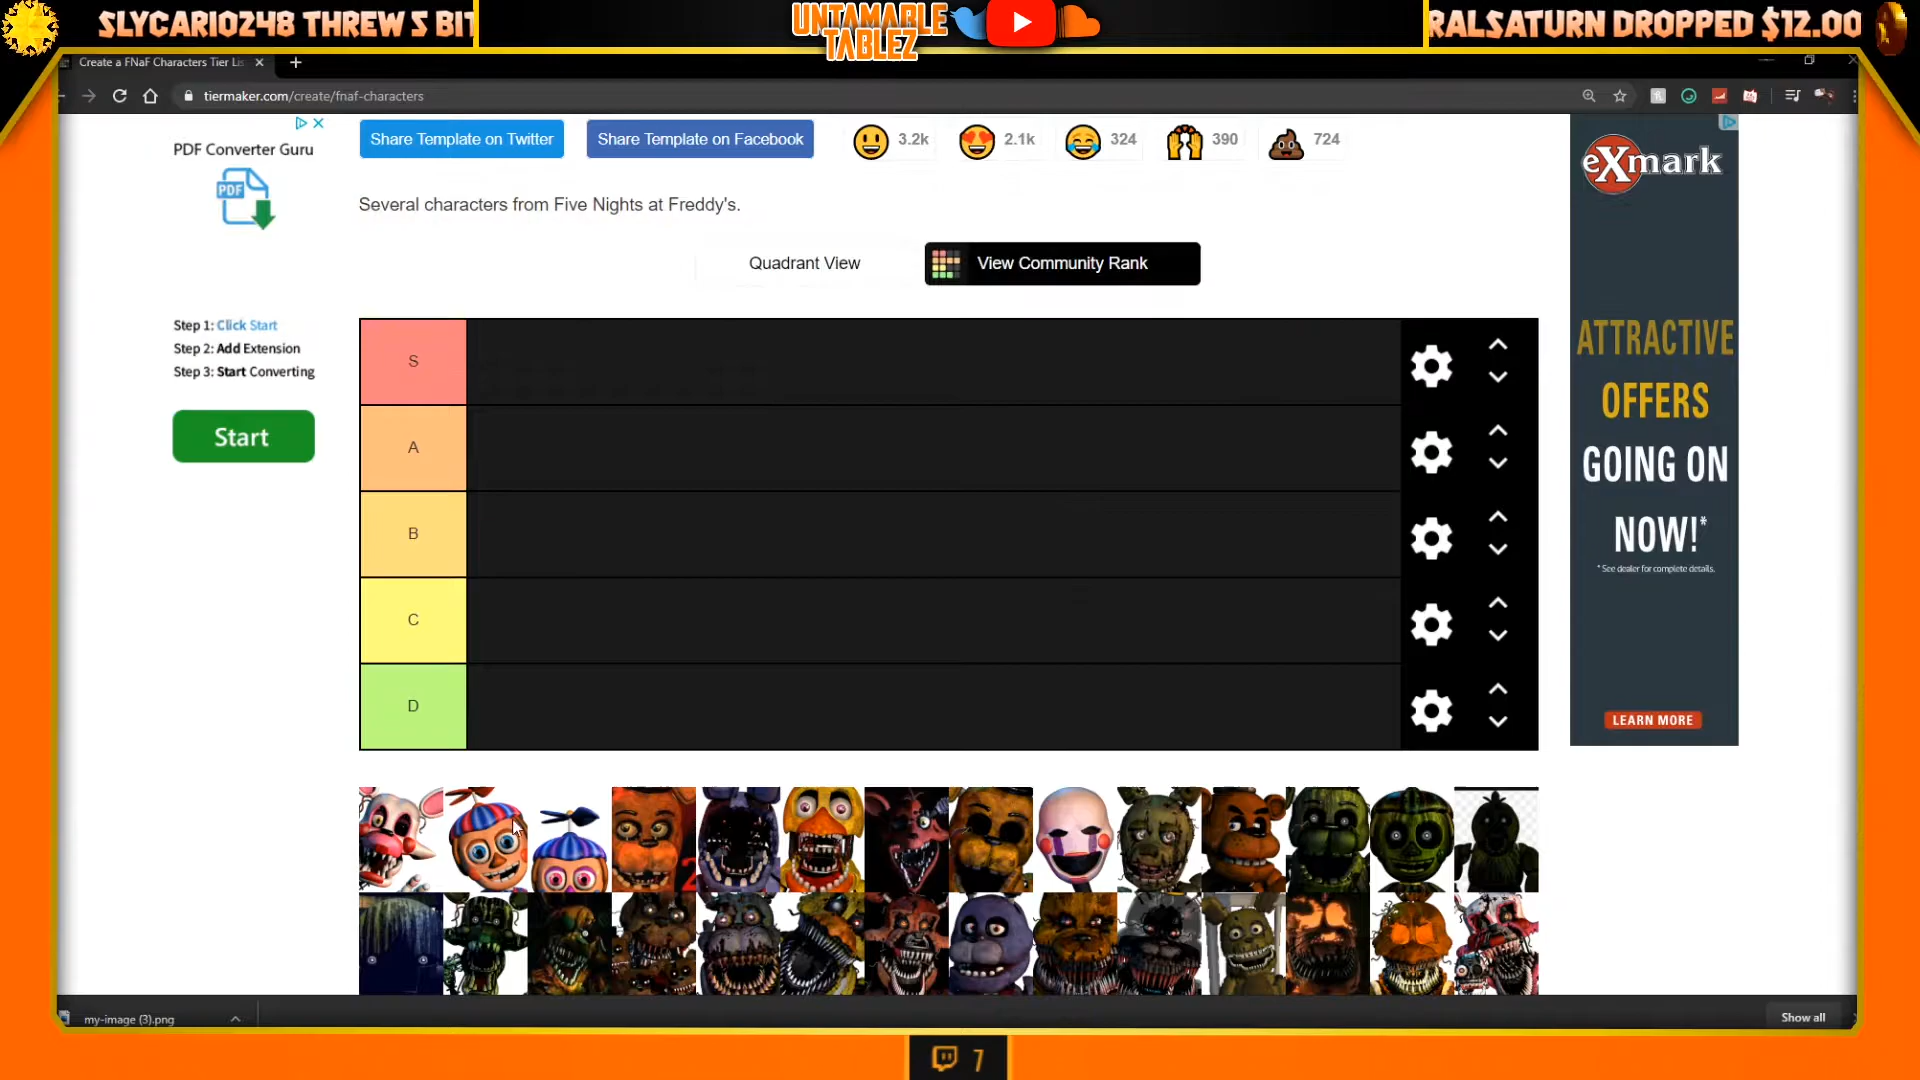 SLYCARIO248 THREW 5 BIT
UNTAMABLE
TABLEZ
RALSATURN DROPPED $12.00
Create a FNaF Characters Tier Lis
tiermaker.com/create/fnaf-characters
PDF Converter Guru
PDF
Share Template on Twitter
Share Template on Facebook
3.2k
2.1k
324
390
724
Several characters from Five Nights at Freddy's.
Quadrant View
View Community Rank
Step 1: Click Start
Step 2: Add Extension
Step 3: Start Converting
Start
S
A
B
C
D
eXmark
ATTRACTIVE
OFFERS
GOING ON
NOW!*
* See dealer for complete details.
LEARN MORE
my-image (3).png
Show all
7